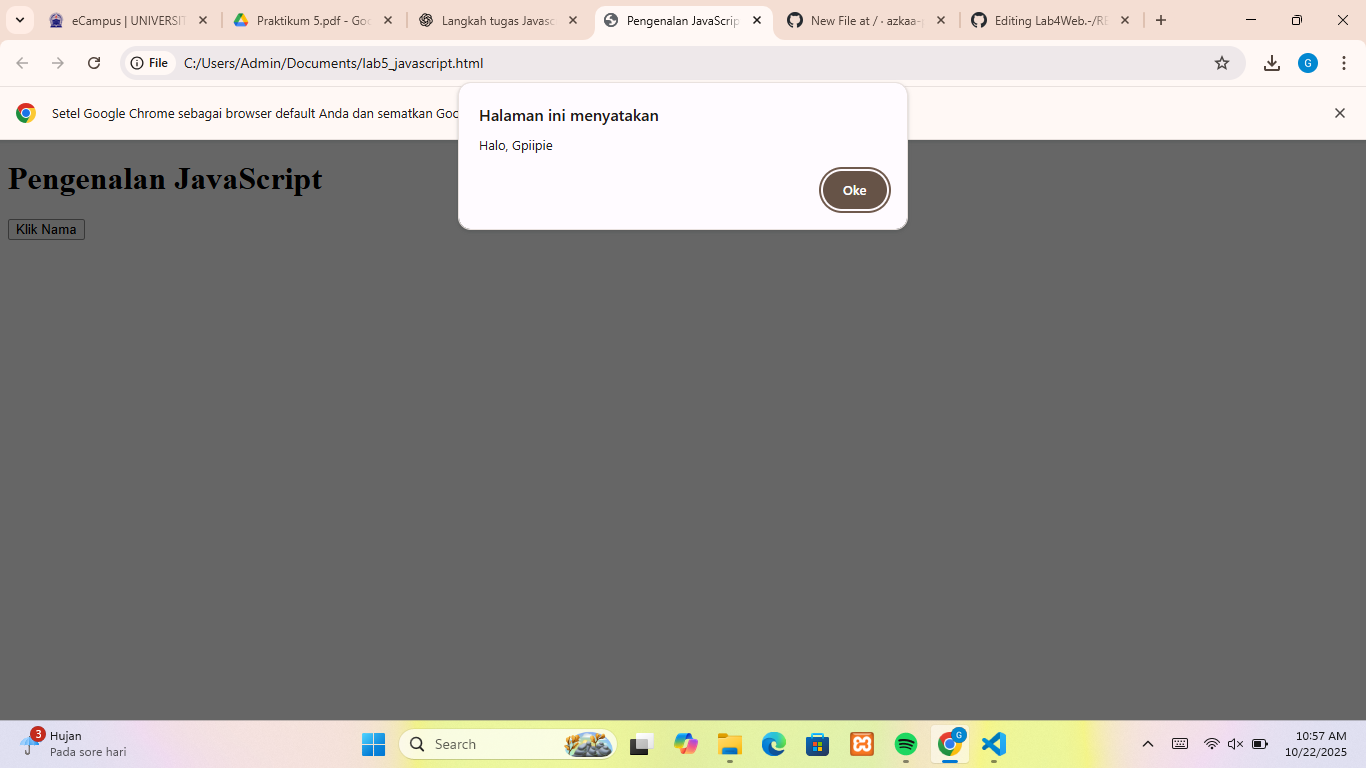 eCampus | UNIVERSIT
Praktikum 5.pdf - Goo
Langkah tugas Javasc
Pengenalan JavaScrip
New File at / · azkaa-
Editing Lab4Web.-/RE
File
C:/Users/Admin/Documents/lab5_javascript.html
G
Setel Google Chrome sebagai browser default Anda dan sematkan Goo
Halaman ini menyatakan
Halo, Gpiipie
Oke
Pengenalan JavaScript
Klik Nama
3
Hujan
Pada sore hari
Search
G
10:57 AM
10/22/2025